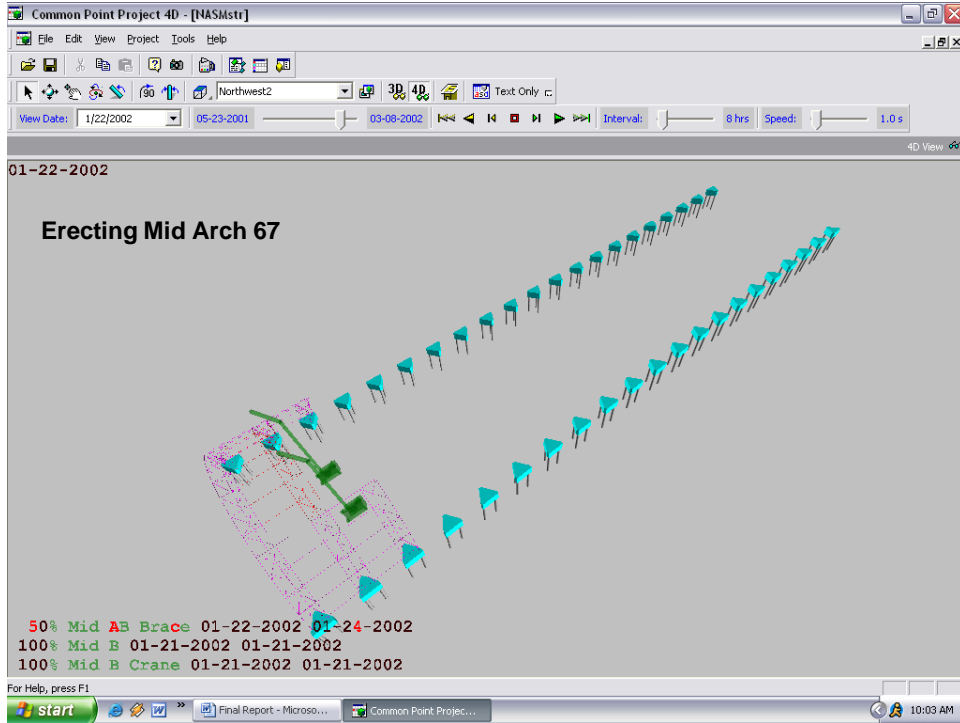 Common Point Project 4D - [NASMstr]
File Edit View Project Tools Help
Northwest2 3D 4D Text Only
View Date: 1/22/2002 05-23-2001 03-08-2002 Interval: 8 hrs Speed: 1.0 s
4D View
01-22-2002
Erecting Mid Arch 67
50% Mid AB Brace 01-22-2002 01-24-2002
100% Mid B 01-21-2002 01-21-2002
100% Mid B Crane 01-21-2002 01-21-2002
For Help, press F1
start W » Final Report - Microso... Common Point Projec... 10:03 AM